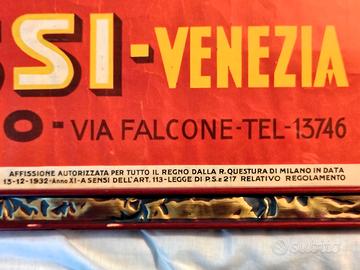 SSI-VENEZIA
O-VIA FALCONE-TEL-13746
AFFISSIONE AUTORIZZATA PER TUTTO IL REGNO DALLA R. QUESTURA DI MILANO IN DATA
13-12-1932-Anno XI-A SENSI DELL'ART. 113-LEGGE DI P.S.e 217 RELATIVO REGOLAMENTO
subito